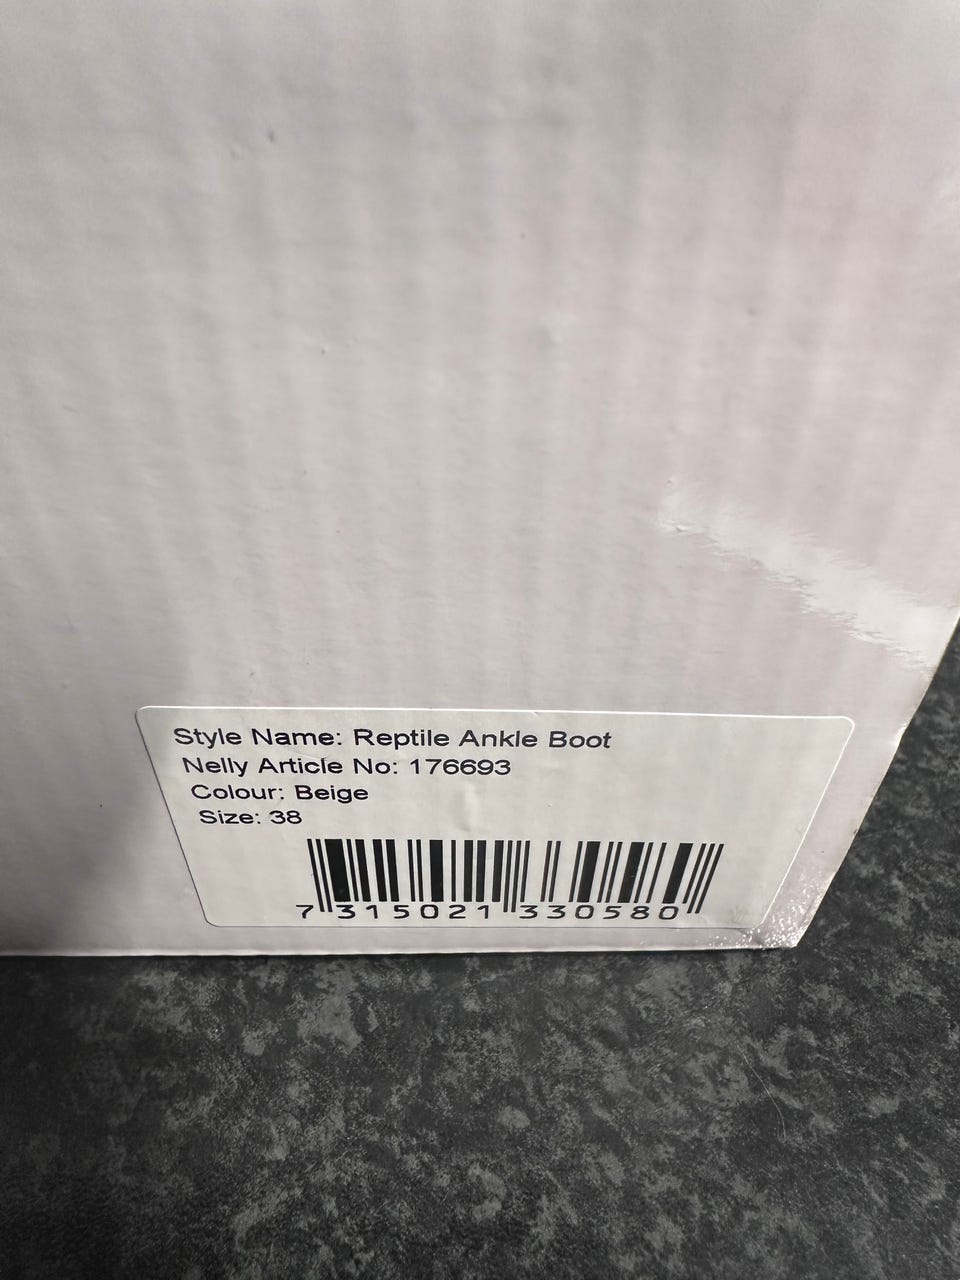 Style Name: Reptile Ankle Boot
Nelly Article No: 176693
Colour: Beige
Size: 38
7 315021 330580